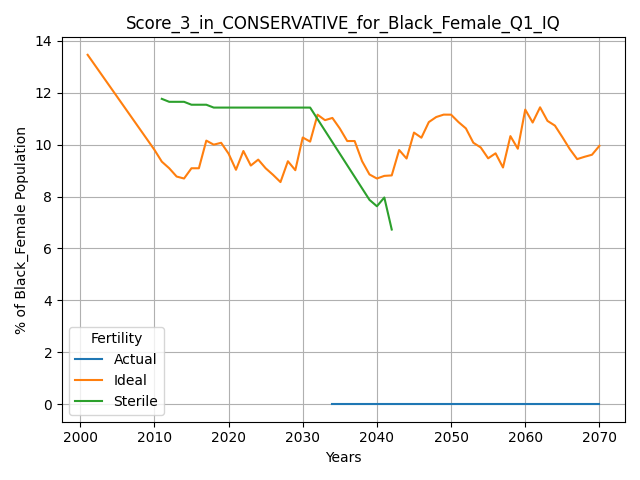 Score_3_in_CONSERVATIVE_for_Black_Female_Q1_IQ
% of Black_Female Population
14
12
10
8
6
4
2
0
Fertility
Actual
Ideal
Sterile
2000 2010 2020 2030 2040 2050 2060 2070
Years